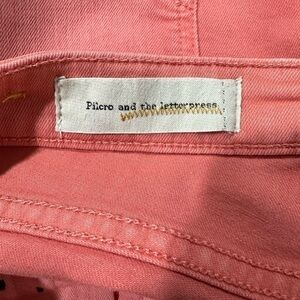 Pilcro and the letterpress